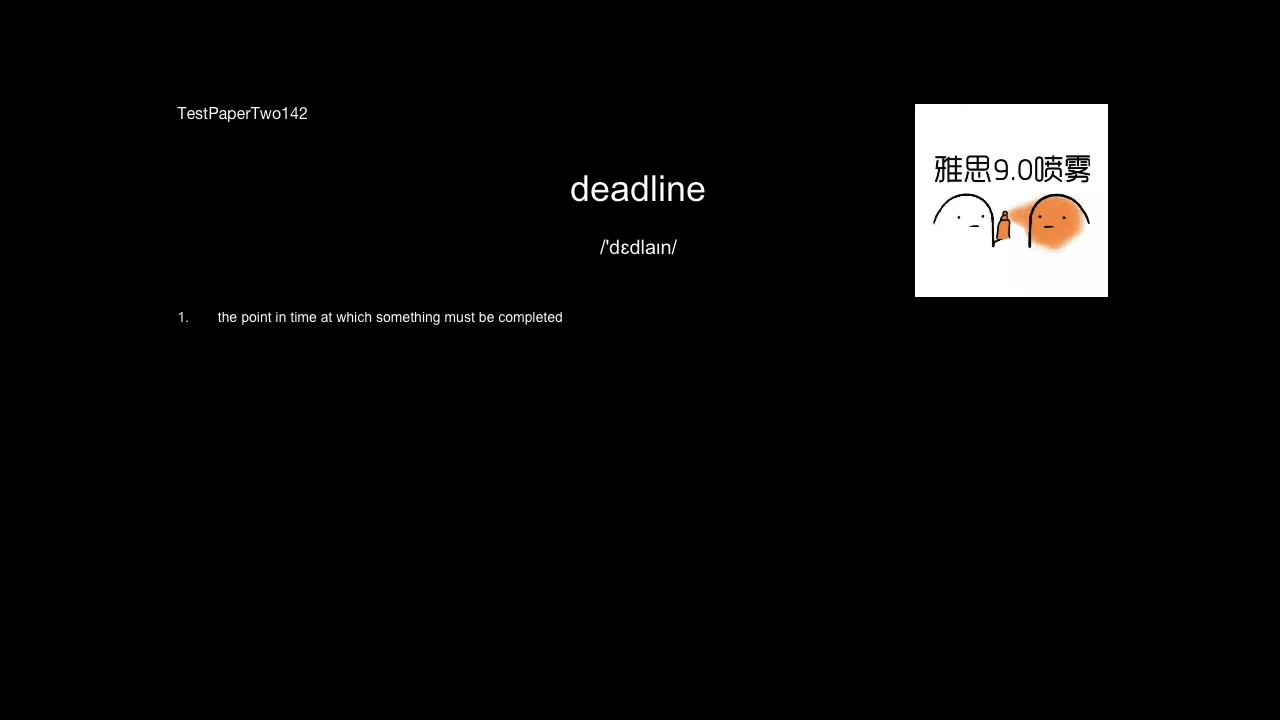 TestPaperTwo142
雅思9.0喷雾
deadline
/'dɛdlaɪn/
1. the point in time at which something must be completed